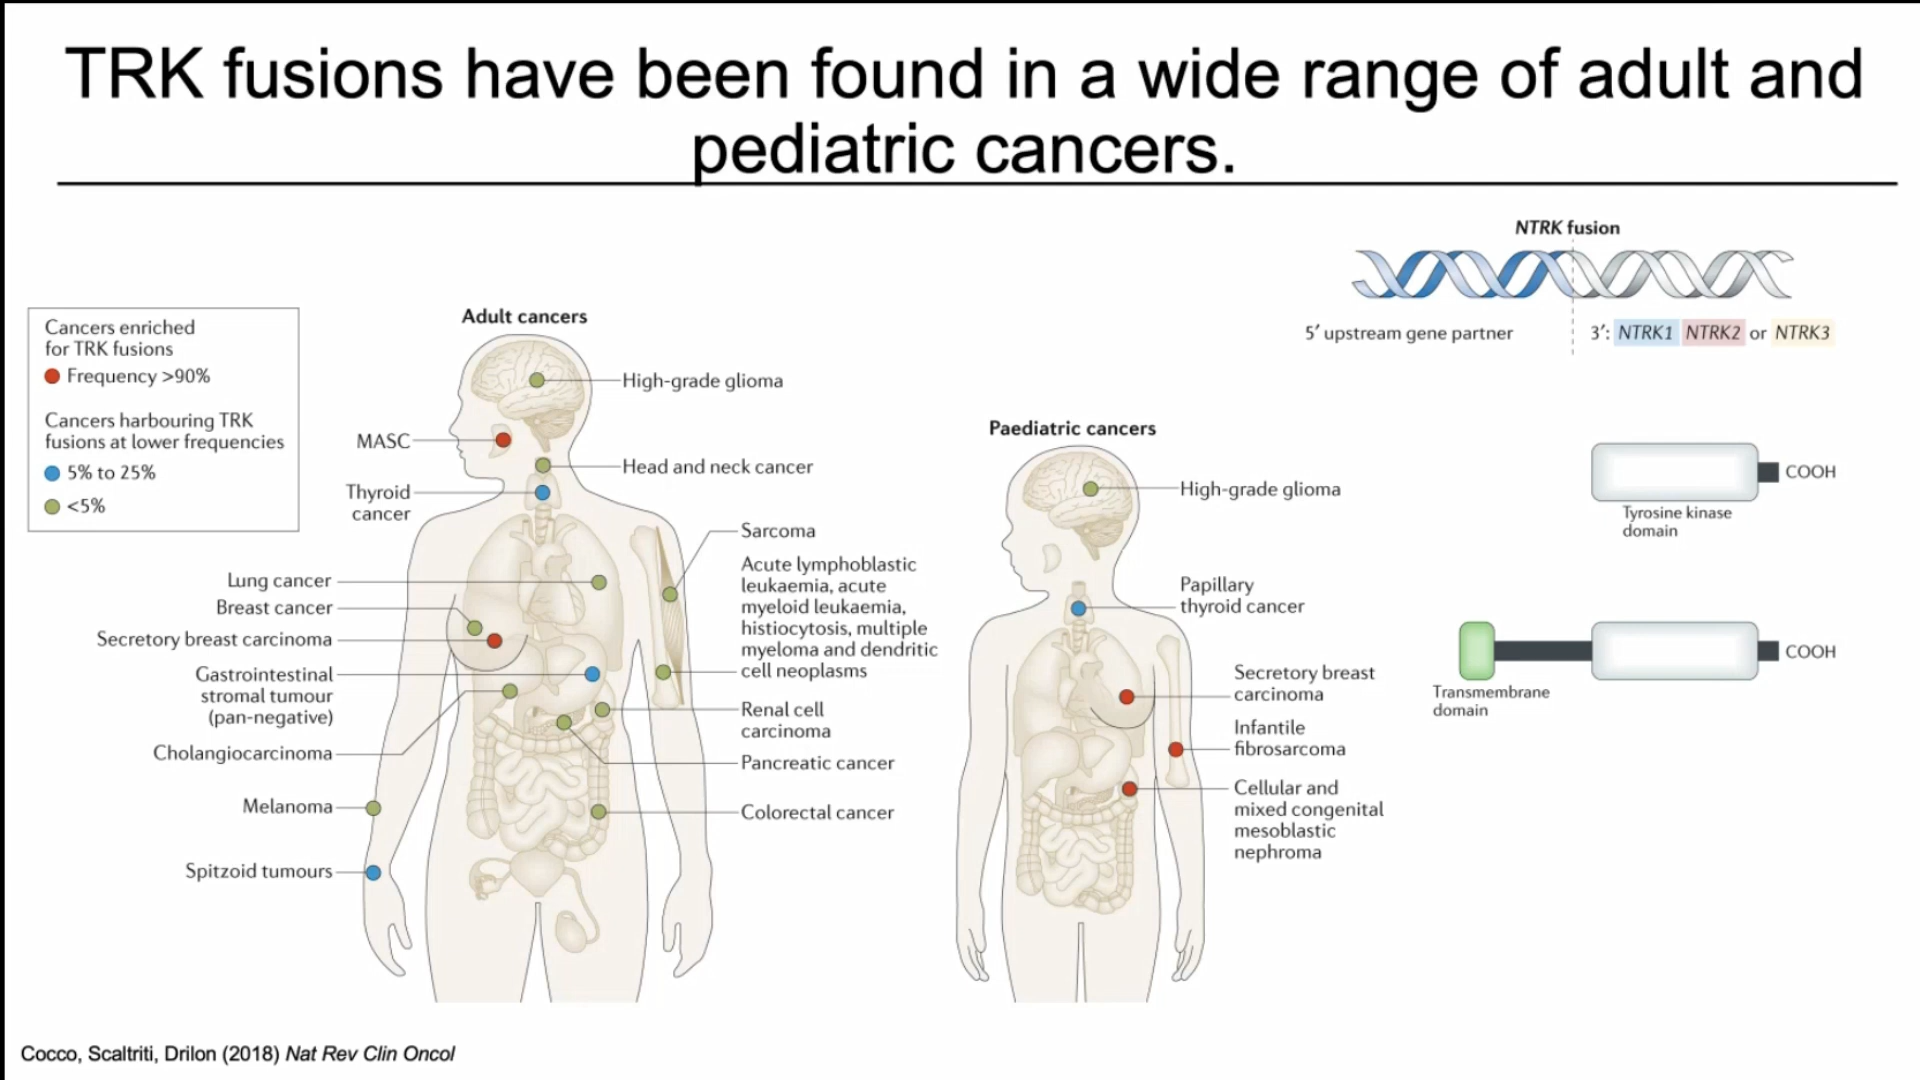 TRK fusions have been found in a wide range of adult and
pediatric cancers.
Cancers enriched
for TRK fusions
Frequency >90%
Cancers harbouring TRK
fusions at lower frequencies
5% to 25%
<5%
Adult cancers
High-grade glioma
MASC
Head and neck cancer
Thyroid
cancer
Sarcoma
Acute lymphoblastic
leukaemia, acute
myeloid leukaemia,
histiocytosis, multiple
myeloma and dendritic
cell neoplasms
Lung cancer
Breast cancer
Secretory breast carcinoma
Gastrointestinal
stromal tumour
(pan-negative)
Renal cell
carcinoma
Cholangiocarcinoma
Pancreatic cancer
Melanoma
Colorectal cancer
Spitzoid tumours
Paediatric cancers
High-grade glioma
Papillary
thyroid cancer
Secretory breast
carcinoma
Infantile
fibrosarcoma
Cellular and
mixed congenital
mesoblastic
nephroma
NTRK fusion
5′ upstream gene partner
3′: NTRK1 NTRK2 or NTRK3
COOH
Tyrosine kinase
domain
COOH
Transmembrane
domain
Cocco, Scaltriti, Drilon (2018) Nat Rev Clin Oncol